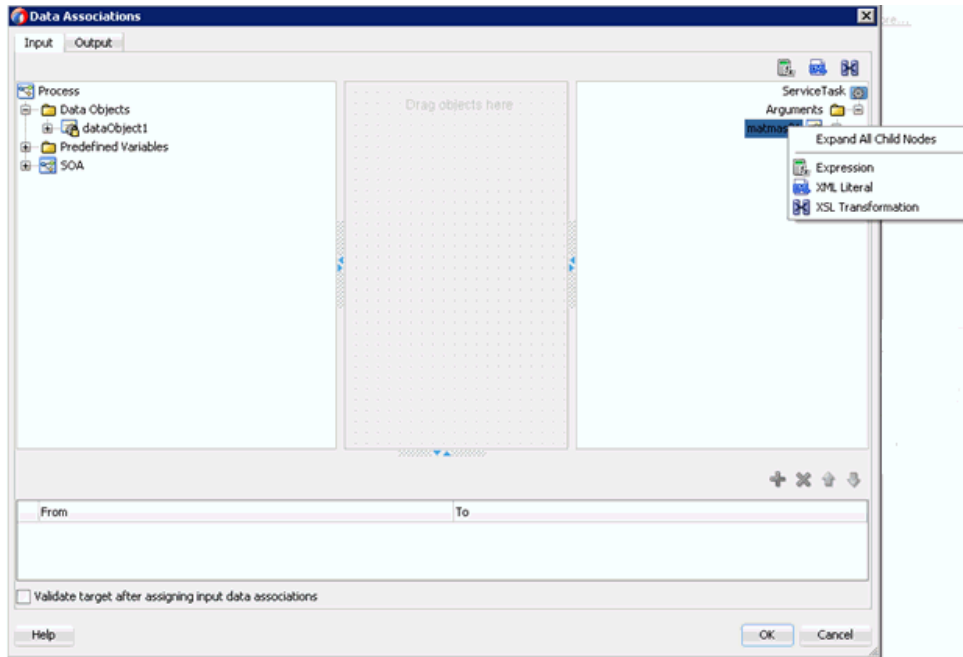 Data Associations
ore...
Input Output
Process
Data Objects
dataObject1
Predefined Variables
SOA
Drag objects here
ServiceTask
Arguments
Expand All Child Nodes
Expression
XML Literal
XSL Transformation
From To
Validate target after assigning input data associations
Help OK Cancel